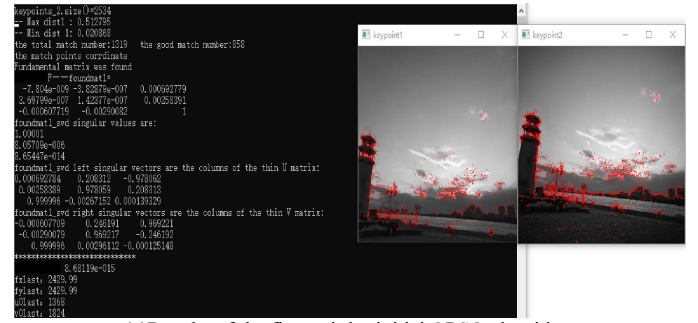 keypoints_2.size()=2534
-- Max dist1 : 0.512795
-- Min dist 1: 0.020868
the total match number:1319 the good match number:858
the match points corrdinate
Fundamental matrix was found
F----foundmat1=
-7.804e-009 -3.82879e-007 0.000692779
3.69799e-007 1.42377e-007 0.00258391
-0.000607719 -0.00290082 1
foundmat1_svd singular values are:
1.00001
8.05709e-006
8.65447e-014
foundmat1_svd left singular vectors are the columns of the thin U matrix:
0.000692784 0.208312 -0.978062
0.00258389 0.978059 0.208313
0.999996 -0.00267152 0.000139329
foundmat1_svd right singular vectors are the columns of the thin V matrix:
-0.000607709 0.246191 0.969221
-0.00290079 0.969217 -0.246192
0.999996 0.00296112 -0.000125148
*****************************
8.68119e-015
fxlast: 2429.99
fylast: 2429.99
u0last: 1368
v0last: 1824
keypoint1
keypoint2